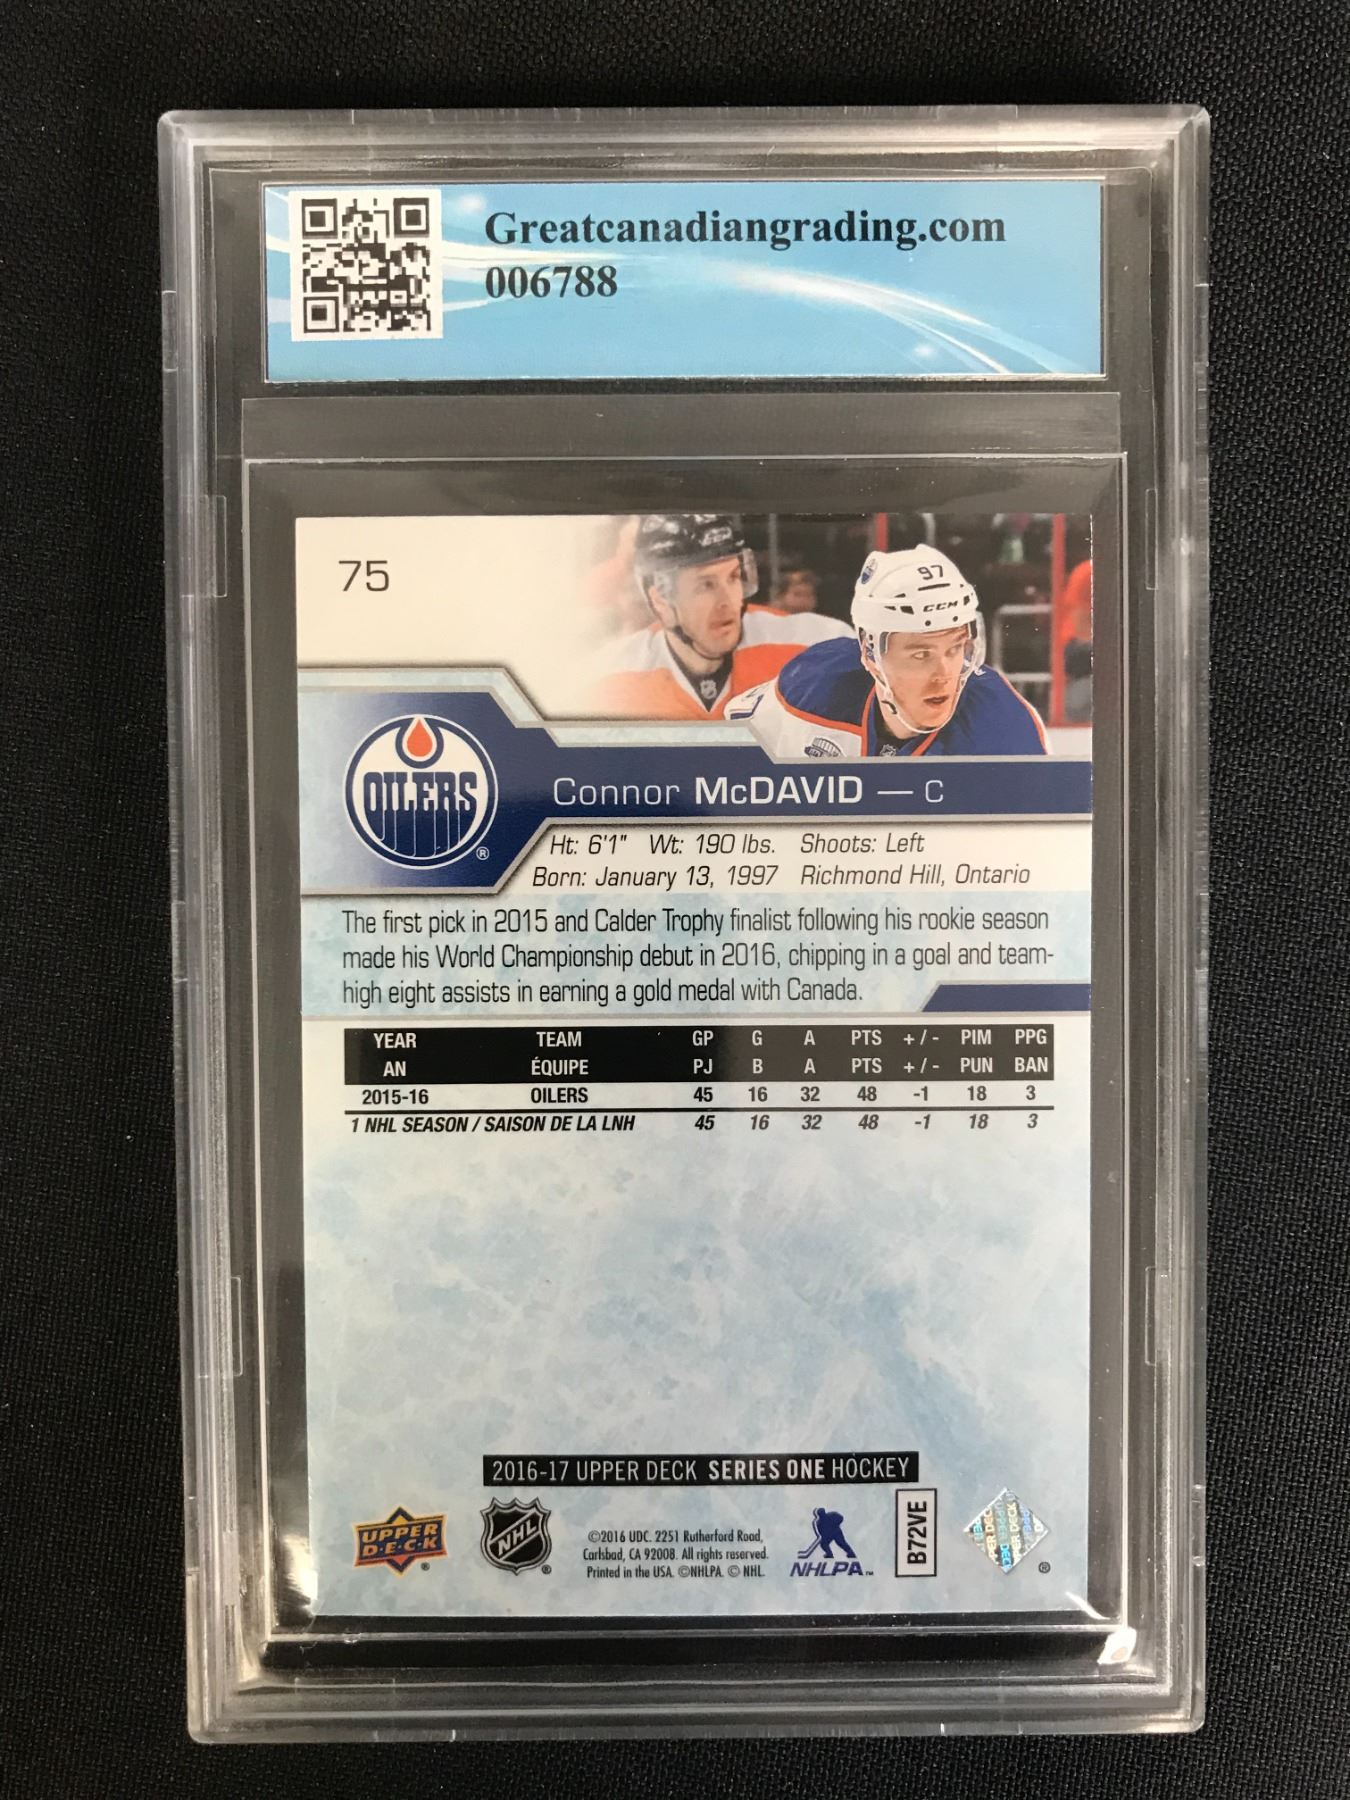 Greatcanadiangrading.com
006788
75
97
CCM
OILERS
®
Connor McDAVID — C
Ht: 6'1" Wt: 190 lbs. Shoots: Left
Born: January 13, 1997 Richmond Hill, Ontario
The first pick in 2015 and Calder Trophy finalist following his rookie season
made his World Championship debut in 2016, chipping in a goal and team-
high eight assists in earning a gold medal with Canada.
YEAR TEAM GP G A PTS +/- PIM PPG
AN ÉQUIPE PJ B A PTS +/- PUN BAN
2015-16 OILERS 45 16 32 48 -1 18 3
1 NHL SEASON / SAISON DE LA LNH 45 16 32 48 -1 18 3
2016-17 UPPER DECK SERIES ONE HOCKEY
UPPER
D·E·C·K
®
NHL
®
©2016 UDC. 2251 Rutherford Road,
Carlsbad, CA 92008. All rights reserved.
Printed in the USA. ©NHLPA. © NHL.
NHLPA™
B72VE
UPPER DECK
®